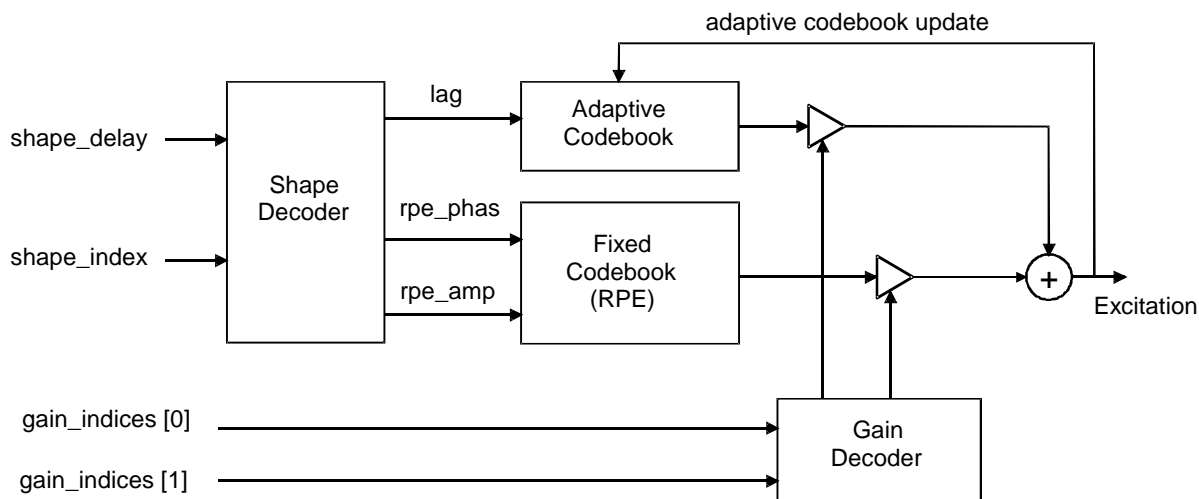 adaptive codebook update
lag
Adaptive
Codebook
shape_delay
Shape
Decoder
rpe_phas
Fixed
Codebook
(RPE)
shape_index
rpe_amp
+
Excitation
gain_indices [0]
Gain
Decoder
gain_indices [1]